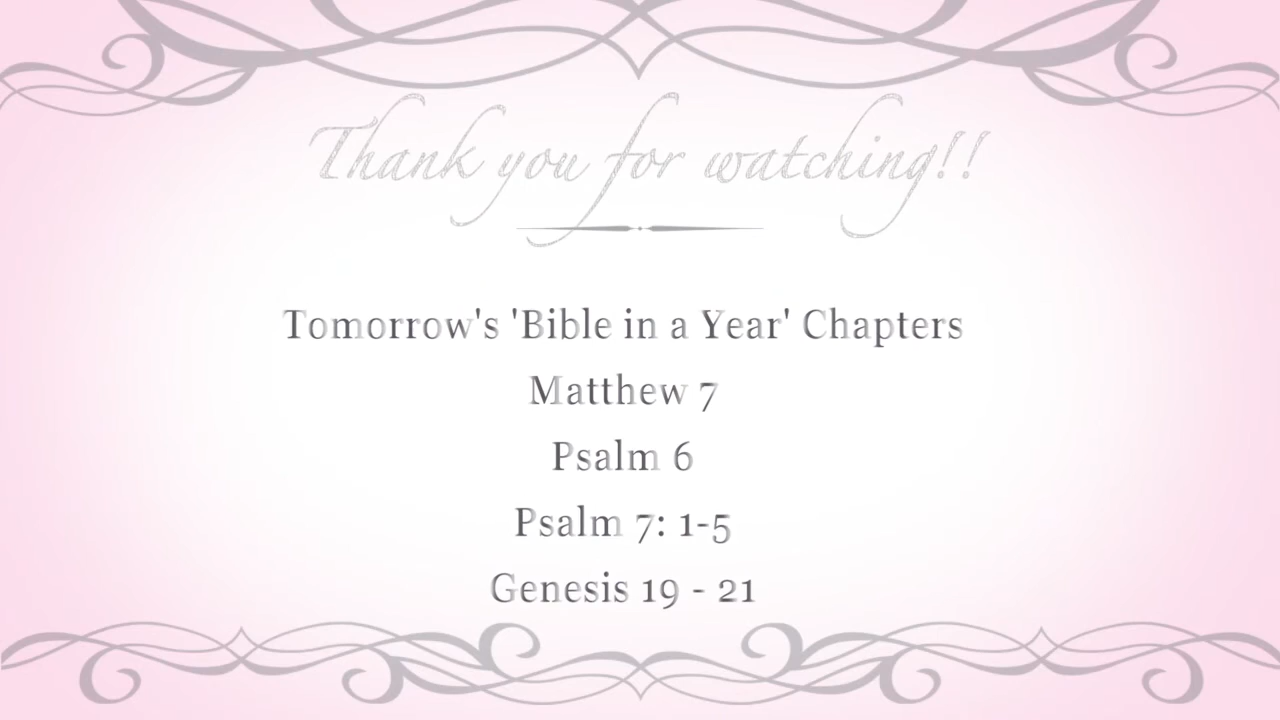 Thank you for watching!!
Tomorrow's 'Bible in a Year' Chapters
Matthew 7
Psalm 6
Psalm 7: 1-5
Genesis 19 - 21